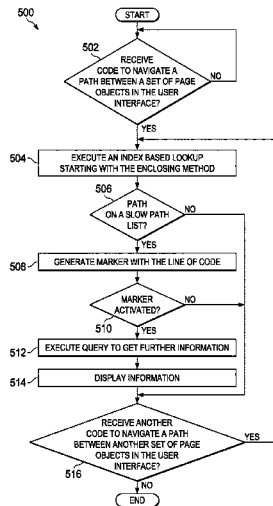 500
START
502
RECEIVE
CODE TO NAVIGATE A
PATH BETWEEN A SET OF PAGE
OBJECTS IN THE USER
INTERFACE?
NO
YES
504
EXECUTE AN INDEX BASED LOOKUP
STARTING WITH THE ENCLOSING METHOD
506
PATH
ON A SLOW PATH
LIST?
NO
YES
508
GENERATE MARKER WITH THE LINE OF CODE
MARKER
ACTIVATED?
510
NO
YES
512
EXECUTE QUERY TO GET FURTHER INFORMATION
514
DISPLAY INFORMATION
RECEIVE ANOTHER
CODE TO NAVIGATE A PATH
BETWEEN ANOTHER SET OF PAGE
OBJECTS IN THE USER
INTERFACE?
YES
516
NO
END